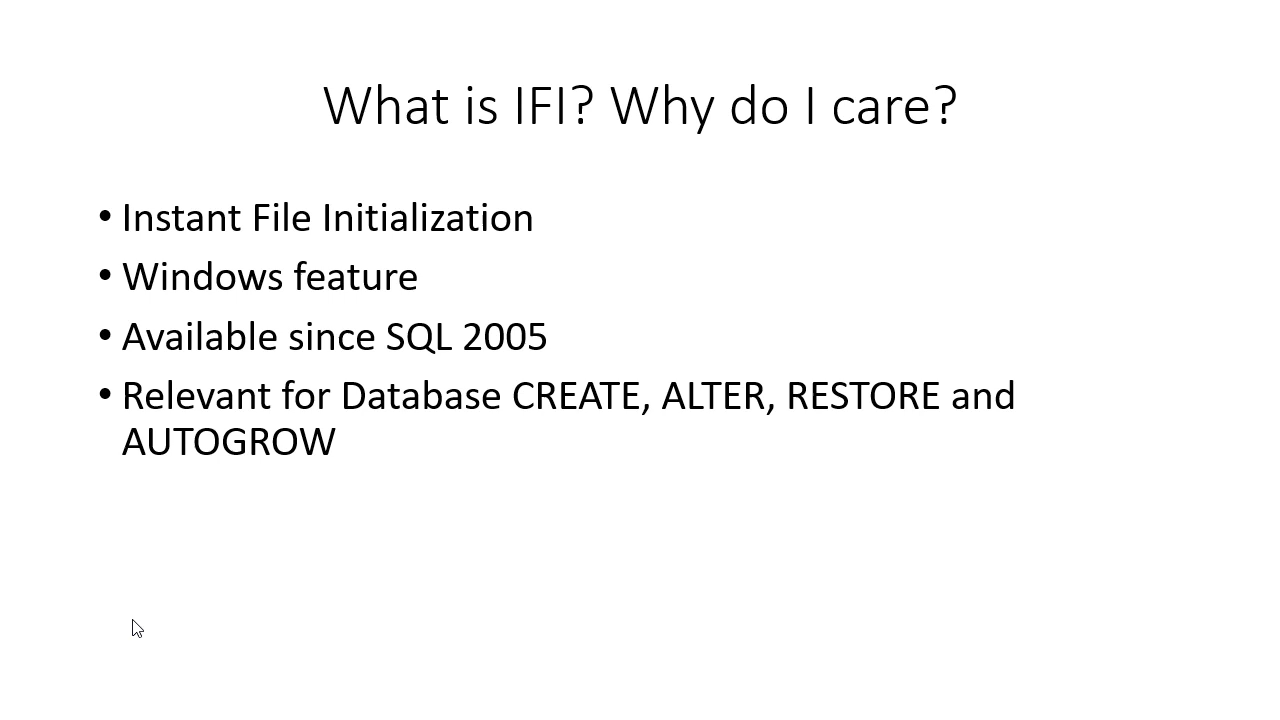 What is IFI? Why do I care?
• Instant File Initialization
• Windows feature
• Available since SQL 2005
• Relevant for Database CREATE, ALTER, RESTORE and
AUTOGROW